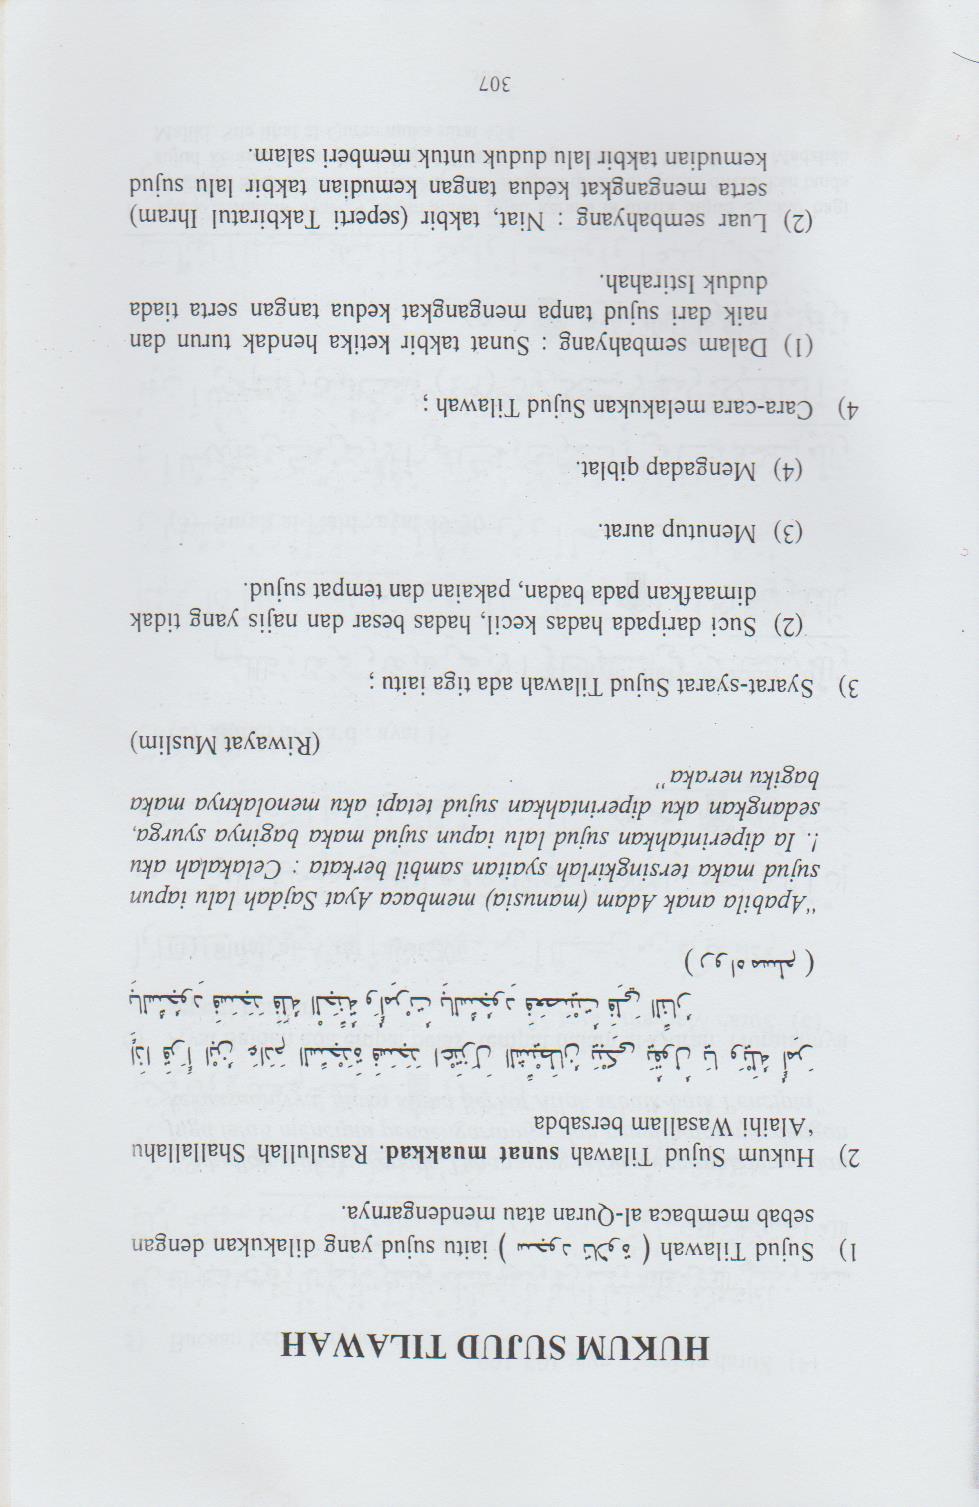 HUKUM SUJUD TILAWAH
1) Sujud Tilawah ( سجود تلاوة ) iaitu sujud yang dilakukan dengan
sebab membaca al-Quran atau mendengarnya.
2) Hukum Sujud Tilawah sunat muakkad. Rasulullah Shallallahu
‘Alaihi Wasallam bersabda
إِذَا قَرَأَ ابْنُ ءَادَمَ السَّجْدَةَ فَسَجَدَ اعْتَزَلَ الشَّيْطَانُ يَبْكِى يَقُولُ يَا وَيْلَهُ أُمِرَ
بِالسُّجُودِ فَسَجَدَ فَلَهُ الْجَنَّةُ وَأُمِرْتُ بِالسُّجُودِ فَعَصَيْتُ فَلِيَ النَّارُ
( رواه مسلم )
“Apabila anak Adam (manusia) membaca Ayat Sajdah lalu iapun
sujud maka tersingkirlah syaitan sambil berkata : Celakalah aku
!. Ia diperintahkan sujud lalu iapun sujud maka baginya syurga,
sedangkan aku diperintahkan sujud tetapi aku menolaknya maka
bagiku neraka”
(Riwayat Muslim)
3) Syarat-syarat Sujud Tilawah ada tiga iaitu ;
(2) Suci daripada hadas kecil, hadas besar dan najis yang tidak
dimaafkan pada badan, pakaian dan tempat sujud.
(3) Menutup aurat.
(4) Mengadap qiblat.
4) Cara-cara melakukan Sujud Tilawah ;
(1) Dalam sembahyang : Sunat takbir ketika hendak turun dan
naik dari sujud tanpa mengangkat kedua tangan serta tiada
duduk Istirahah.
(2) Luar sembahyang : Niat, takbir (seperti Takbiratul Ihram)
serta mengangkat kedua tangan kemudian takbir lalu sujud
kemudian takbir lalu duduk untuk memberi salam.
307